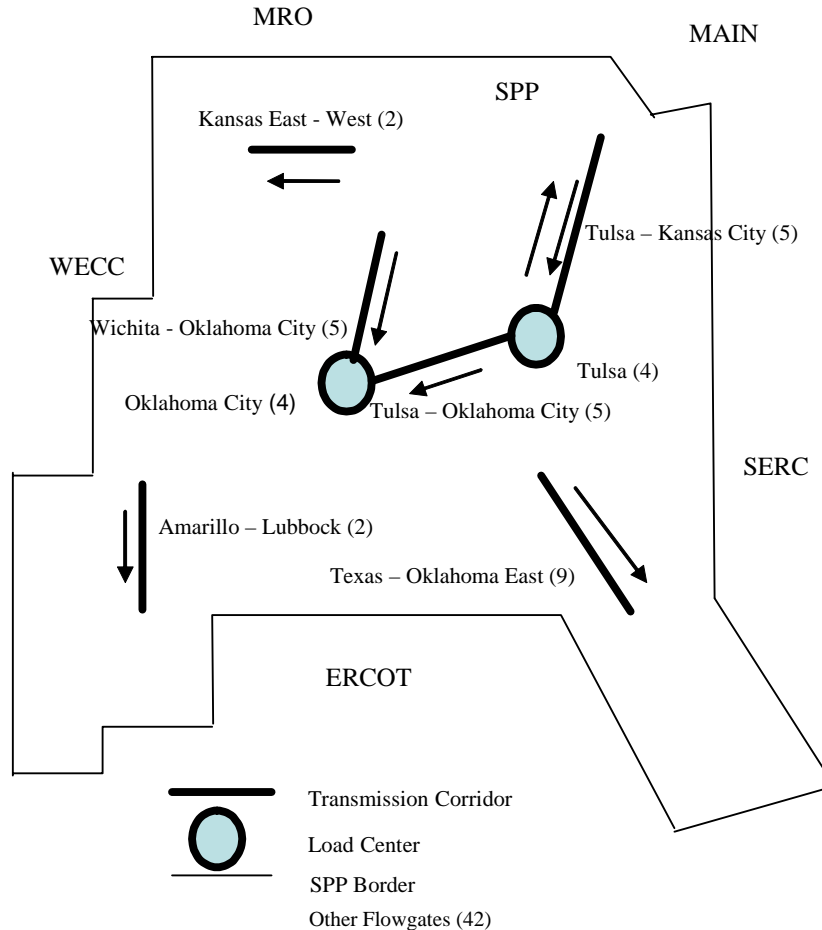 MRO
MAIN
SPP
Kansas East - West (2)
Tulsa – Kansas City (5)
WECC
Wichita - Oklahoma City (5)
Tulsa (4)
Oklahoma City (4)
Tulsa – Oklahoma City (5)
SERC
Amarillo – Lubbock (2)
Texas – Oklahoma East (9)
ERCOT
Transmission Corridor
Load Center
SPP Border
Other Flowgates (42)